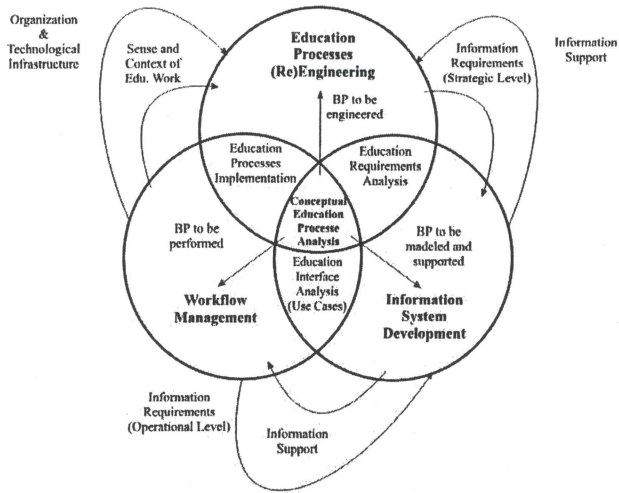 Organization
&
Technological
Infrastructure
Sense and
Context of
Edu. Work
Education
Processes
(Re)Engineering
Information
Requirements
(Strategic Level)
Information
Support
BP to be
engineered
Education
Processes
Implementation
Education
Requirements
Analysis
Conceptual
Education
Processe
Analysis
BP to be
performed
BP to be
madeled and
supported
Education
Interface
Analysis
(Use Cases)
Workflow
Management
Information
System
Development
Information
Requirements
(Operational Level)
Information
Support